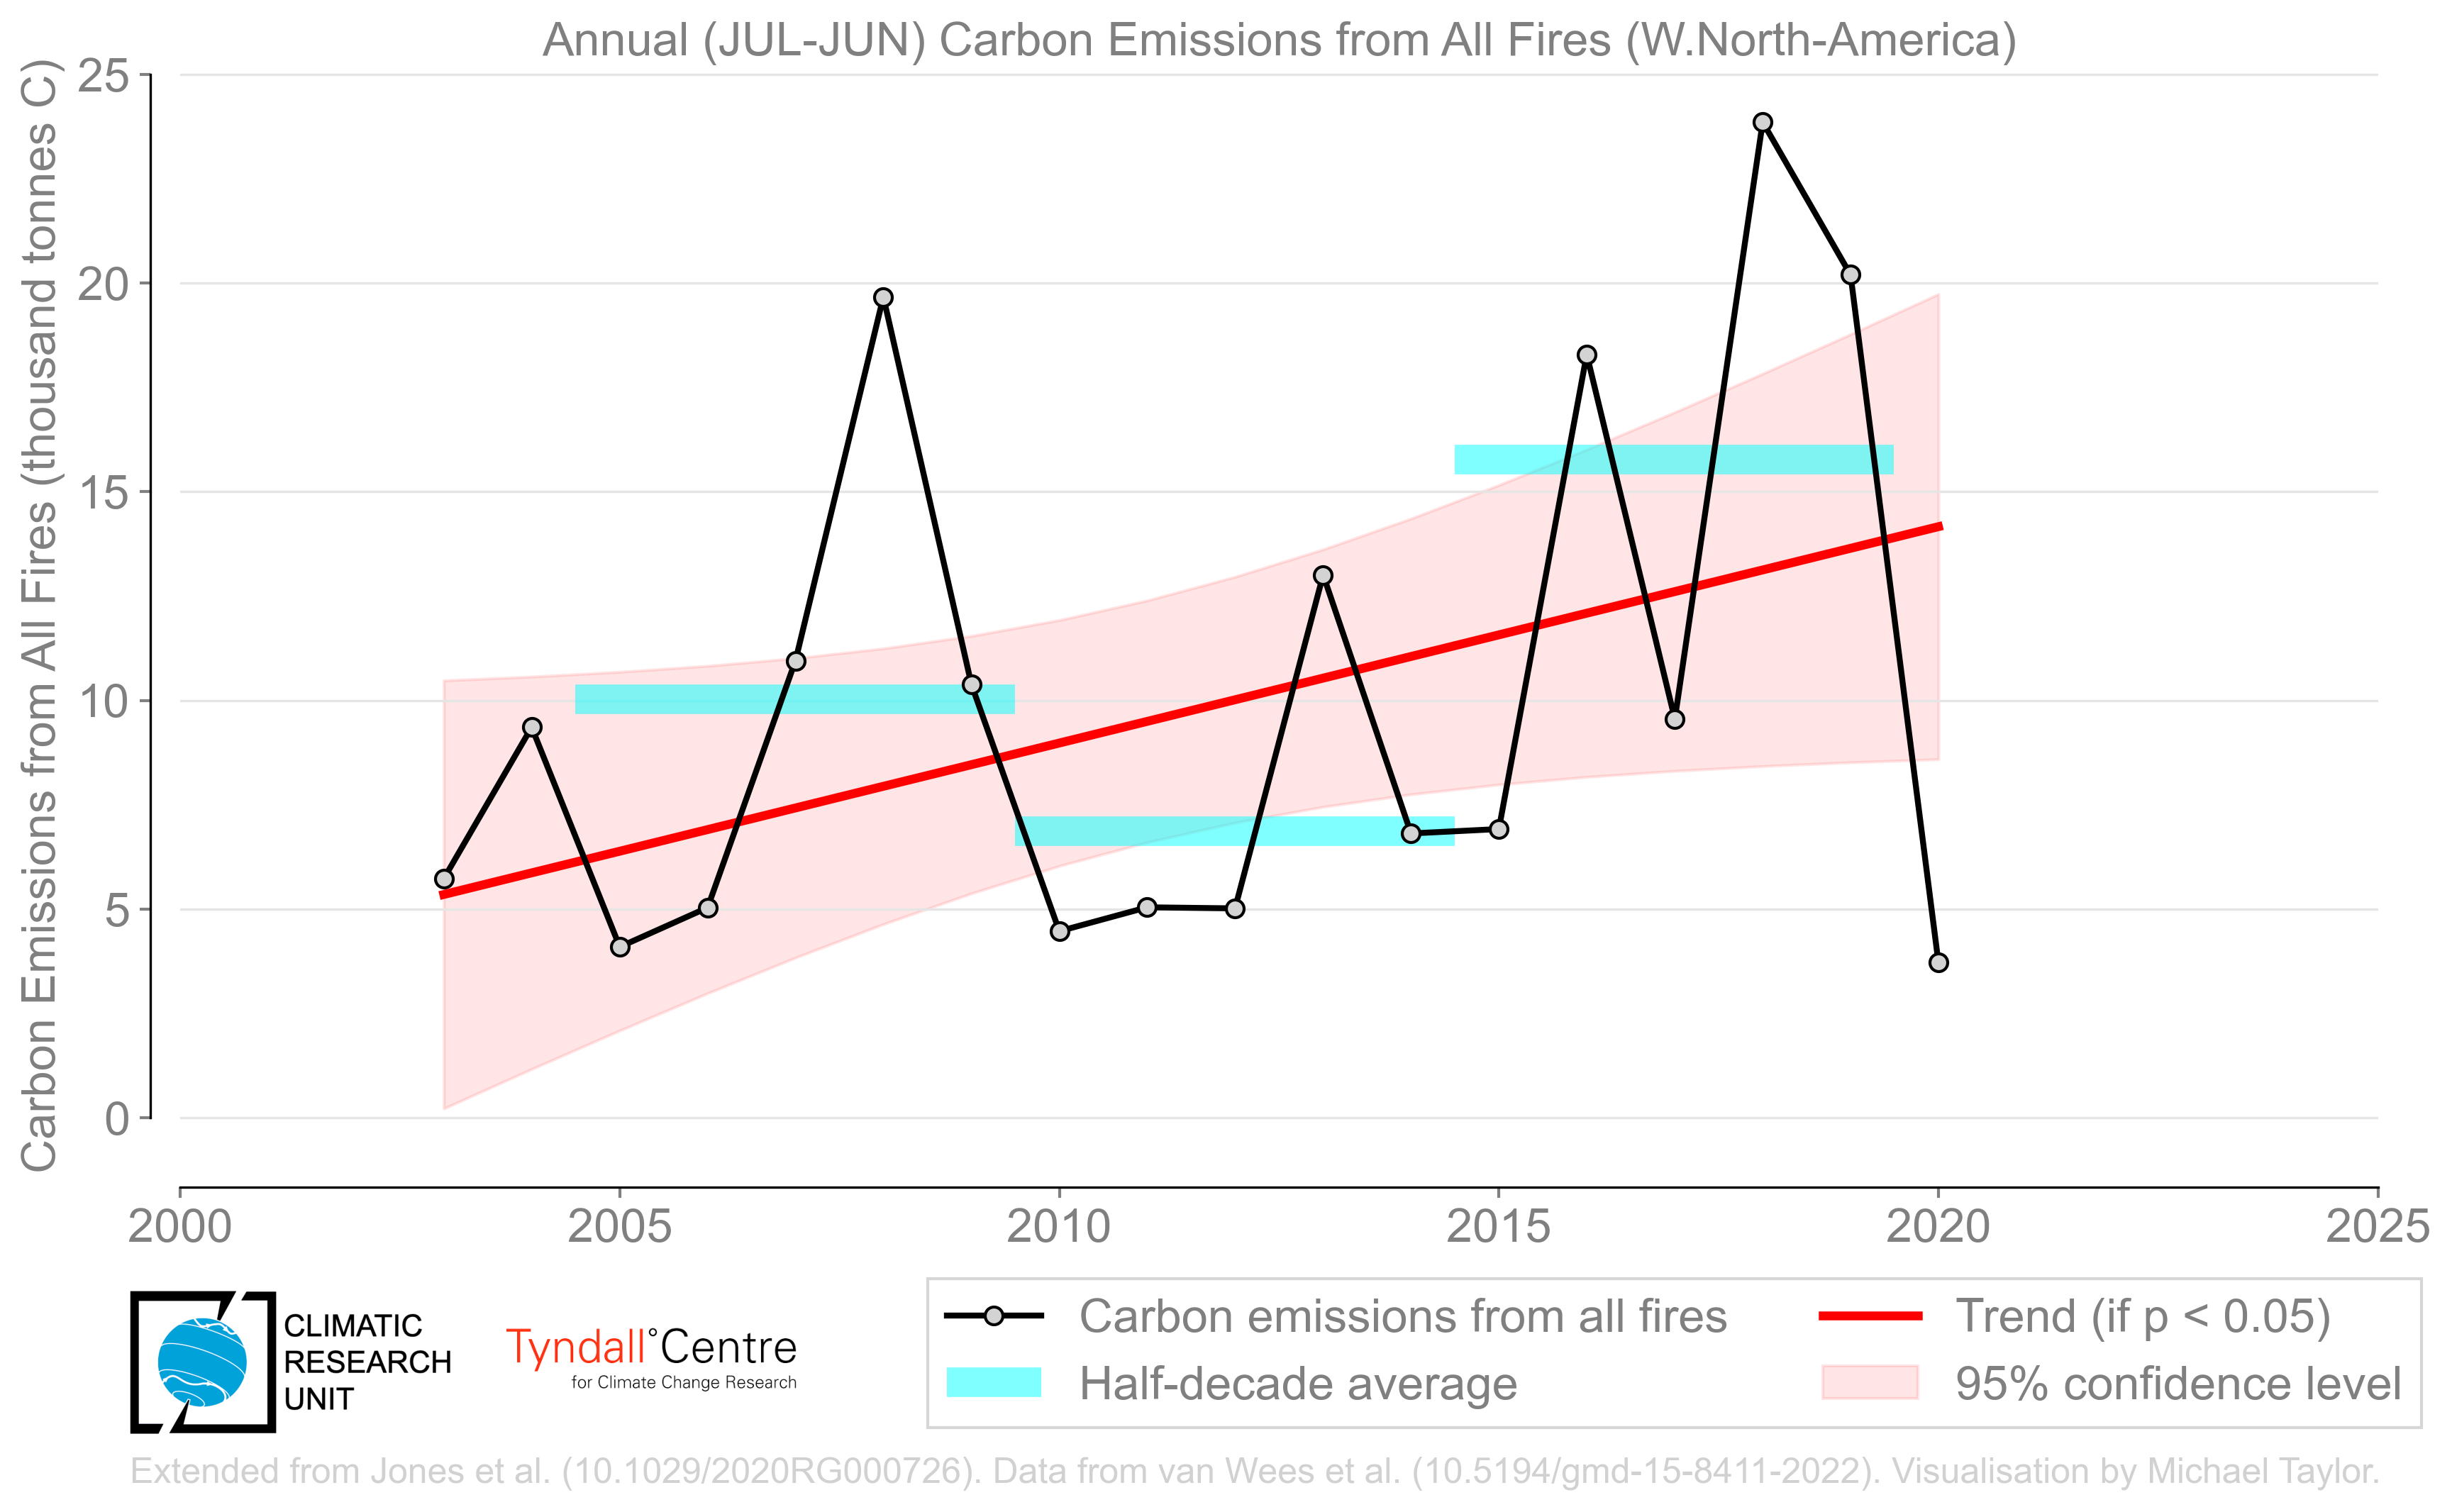 Annual (JUL-JUN) Carbon Emissions from All Fires (W.North-America)
Carbon Emissions from All Fires (thousand tonnes C)
25
20
15
10
5
0
2000 2005 2010 2015 2020 2025
CLIMATIC
RESEARCH
UNIT
Tyndall°Centre
for Climate Change Research
Carbon emissions from all fires
Half-decade average
Trend (if p < 0.05)
95% confidence level
Extended from Jones et al. (10.1029/2020RG000726). Data from van Wees et al. (10.5194/gmd-15-8411-2022). Visualisation by Michael Taylor.